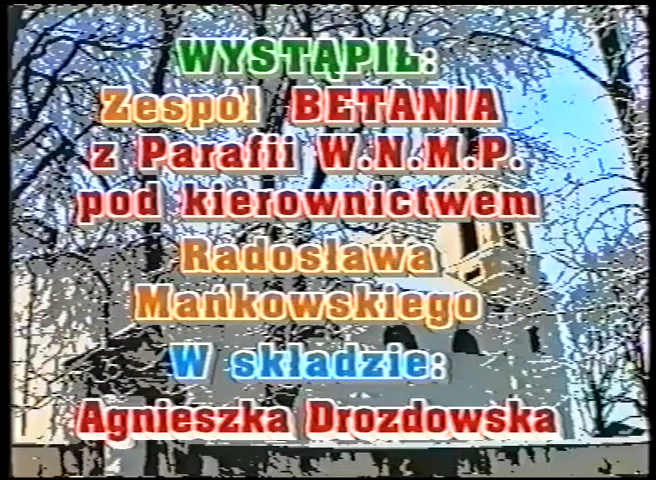 WYSTĄPIŁ:
Zespół BETANIA
z Parafii W.N.M.P.
pod kierownictwem
Radosława
Mańkowskiego
W składzie:
Agnieszka Drozdowska